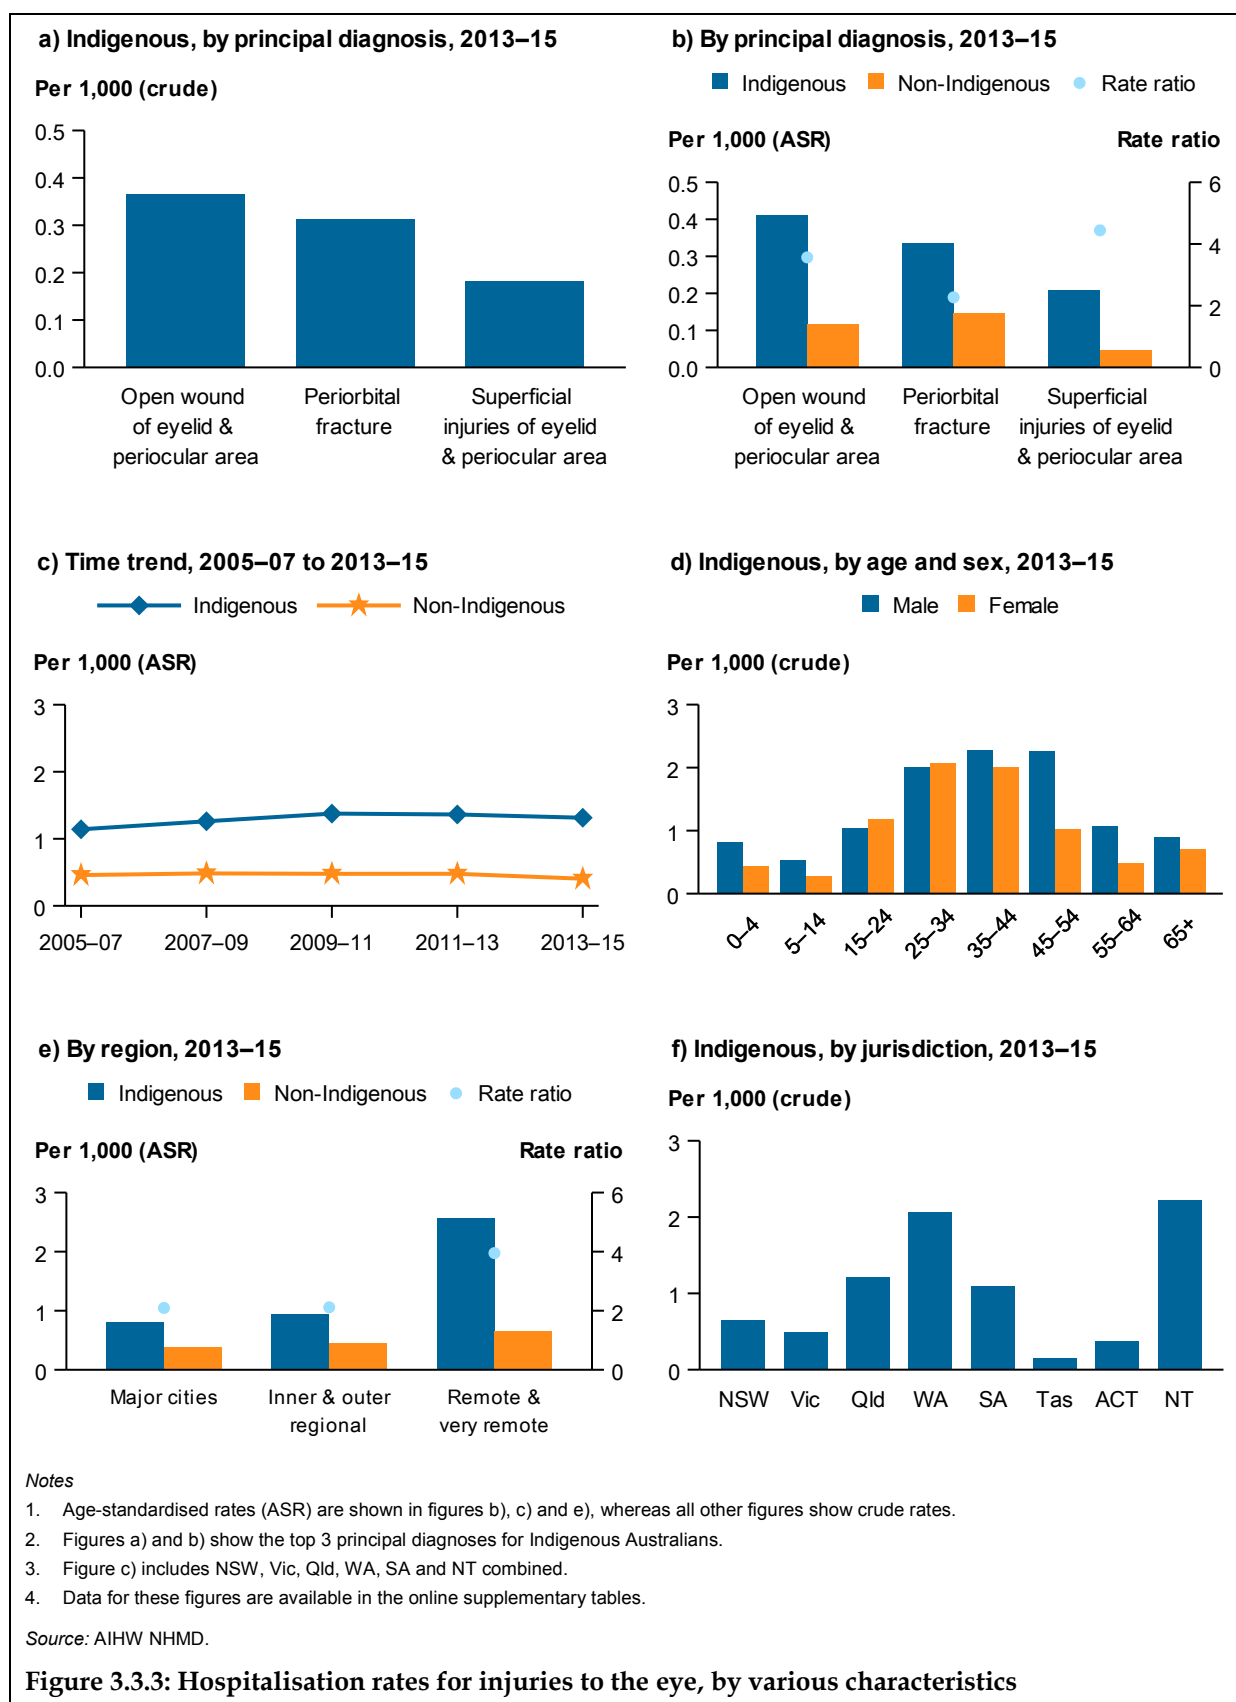 a) Indigenous, by principal diagnosis, 2013–15
Per 1,000 (crude)
0.5
0.4
0.3
0.2
0.1
0.0
Open wound
of eyelid &
periocular area
Periorbital
fracture
Superficial
injuries of eyelid
& periocular area
b) By principal diagnosis, 2013–15
Indigenous Non-Indigenous Rate ratio
Per 1,000 (ASR) Rate ratio
0.5
0.4
0.3
0.2
0.1
0.0
6
4
2
0
Open wound
of eyelid &
periocular area
Periorbital
fracture
Superficial
injuries of eyelid
& periocular area
c) Time trend, 2005–07 to 2013–15
Indigenous Non-Indigenous
Per 1,000 (ASR)
3
2
1
0
2005–07 2007–09 2009–11 2011–13 2013–15
d) Indigenous, by age and sex, 2013–15
Male Female
Per 1,000 (crude)
3
2
1
0
0–4 5–14 15–24 25–34 35–44 45–54 55–64 65+
e) By region, 2013–15
Indigenous Non-Indigenous Rate ratio
Per 1,000 (ASR) Rate ratio
3
2
1
0
6
4
2
0
Major cities
Inner & outer
regional
Remote &
very remote
f) Indigenous, by jurisdiction, 2013–15
Per 1,000 (crude)
3
2
1
0
NSW Vic Qld WA SA Tas ACT NT
Notes
1. Age-standardised rates (ASR) are shown in figures b), c) and e), whereas all other figures show crude rates.
2. Figures a) and b) show the top 3 principal diagnoses for Indigenous Australians.
3. Figure c) includes NSW, Vic, Qld, WA, SA and NT combined.
4. Data for these figures are available in the online supplementary tables.
Source: AIHW NHMD.
Figure 3.3.3: Hospitalisation rates for injuries to the eye, by various characteristics